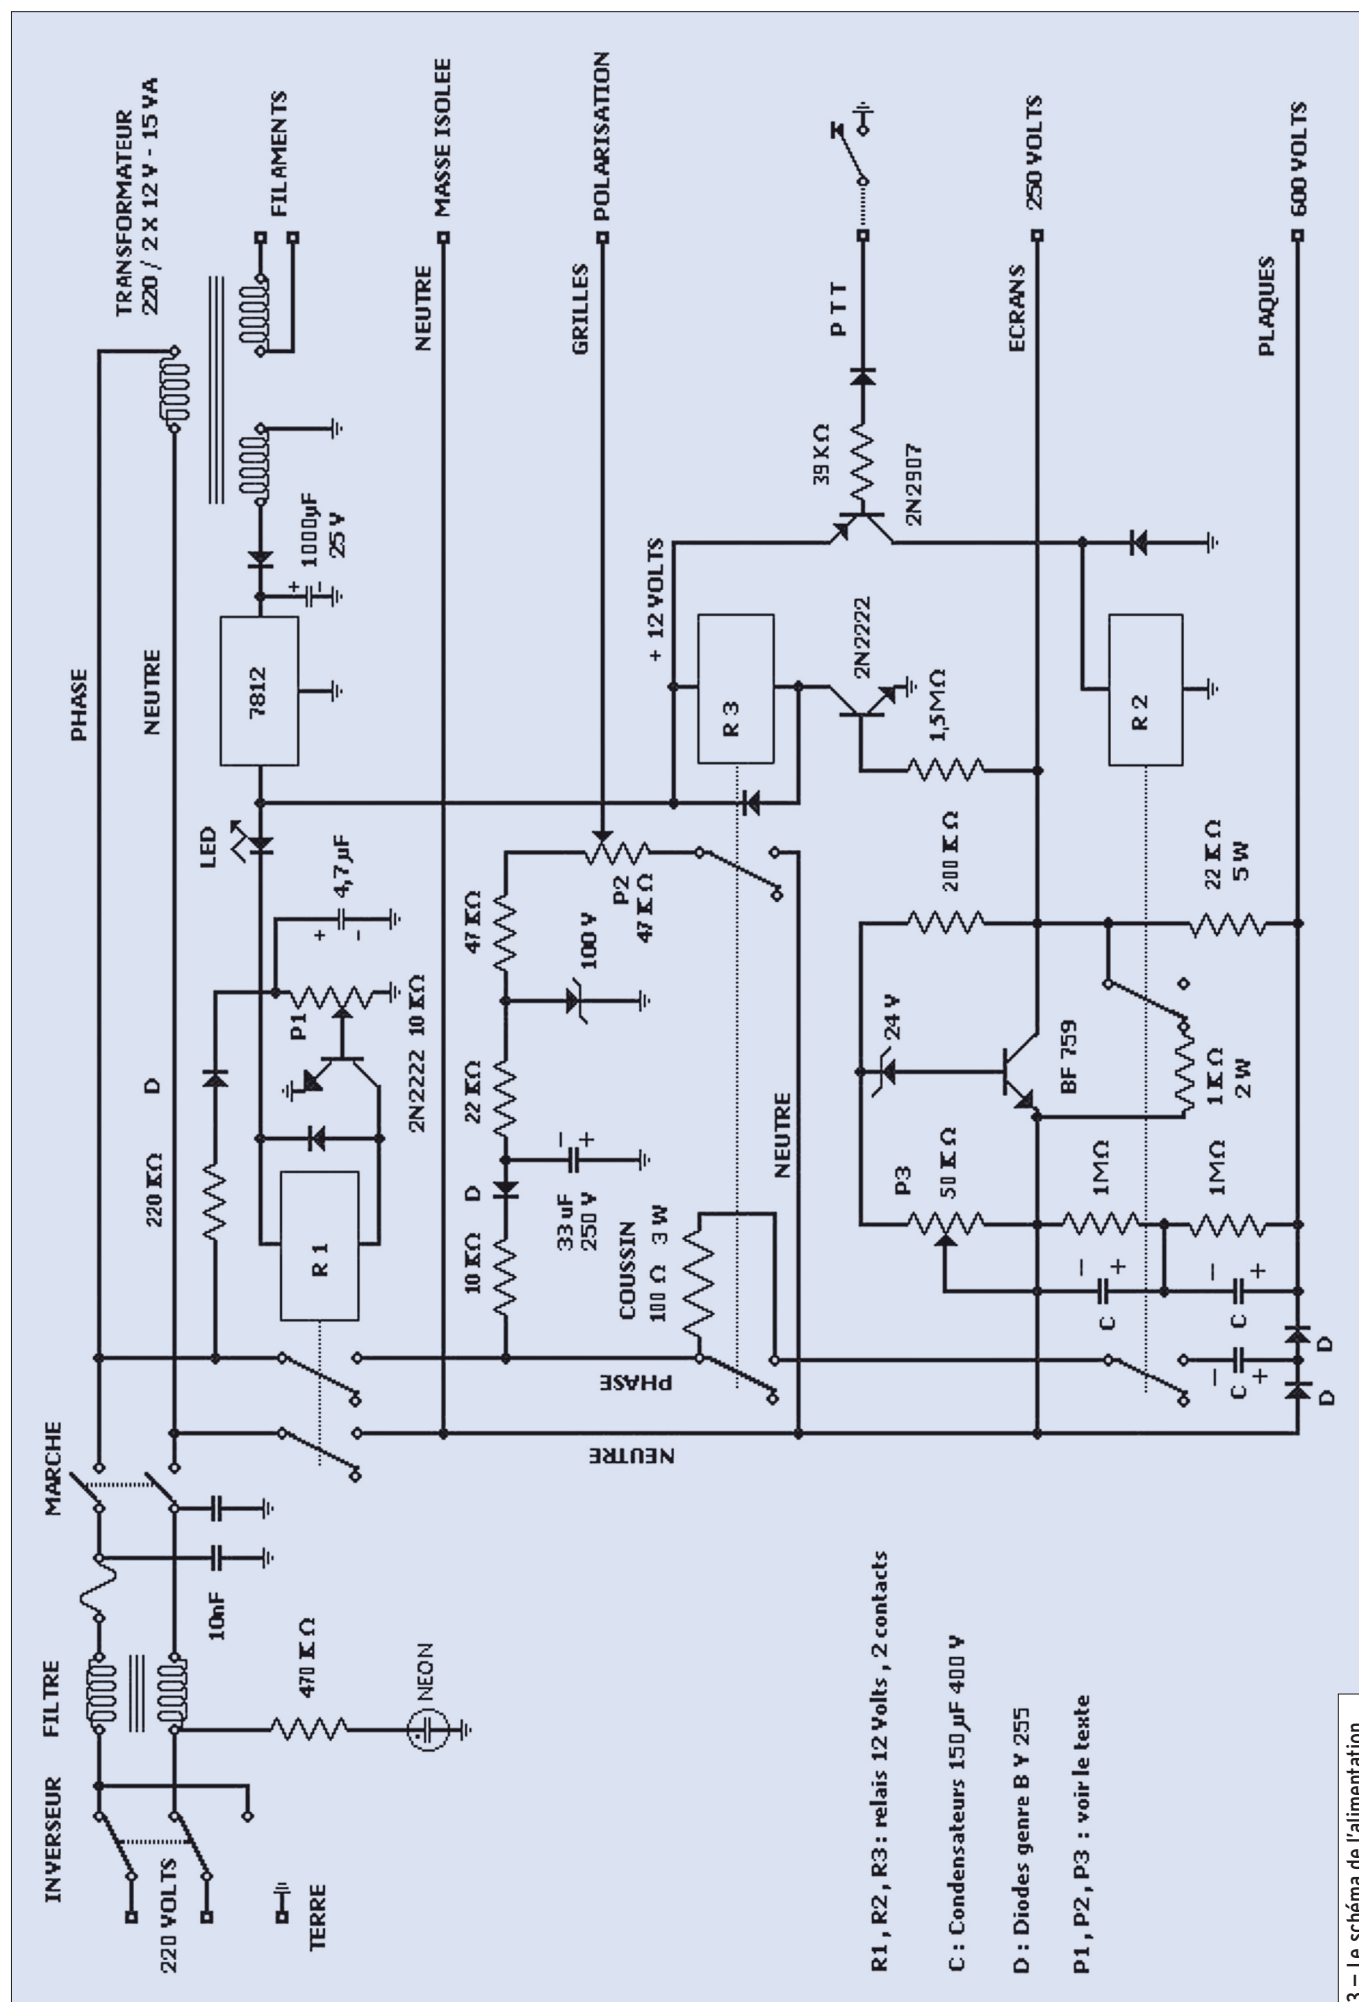 TRANSFORMATEUR
220 / 2 X 12 V - 15 VA
INVERSEUR
FILTRE
MARCHE
PHASE
220 VOLTS
NEUTRE
TERRE
10nF
470 KΩ
NEON
220 KΩ
D
LED
7812
1000µF
25 V
+
−
FILAMENTS
R 1
P1
2N2222
10 KΩ
4,7µF
+
−
NEUTRE
MASSE ISOLEE
10 KΩ
D
22 KΩ
47 KΩ
33 uF
250 V
−
+
100 V
P2
47 KΩ
GRILLES
POLARISATION
PHASE
NEUTRE
COUSSIN
100 Ω 3 W
NEUTRE
+ 12 VOLTS
R 3
2N2222
1,5MΩ
39 KΩ
2N2907
P T T
P3
50 KΩ
24 V
200 KΩ
BF 759
ECRANS
250 VOLTS
1MΩ
1MΩ
1 KΩ
2 W
22 KΩ
5 W
R 2
C
−
+
C
−
+
C
−
+
D
D
PLAQUES
600 VOLTS
R1 , R2 , R3 : relais 12 Volts , 2 contacts
C : Condensateurs 150 µF 400 V
D : Diodes genre B Y 255
P1 , P2 , P3 : voir le texte
3 – Le schéma de l'alimentation